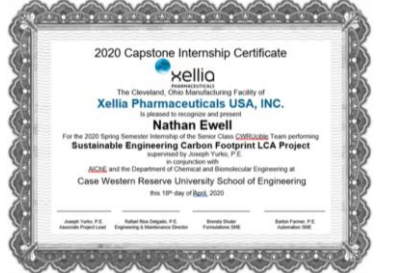 2020 Capstone Internship Certificate
xellia
PHARMACEUTICALS
The Cleveland, Ohio Manufacturing Facility of
Xellia Pharmaceuticals USA, INC.
Is pleased to recognize and present
Nathan Ewell
For the 2020 Spring Semester Internship of the Senior Class CWRUoble Team performing
Sustainable Engineering Carbon Footprint LCA Project
supervised by Joseph Yurko, P.E.
in conjunction with
AIChE and the Department of Chemical and Biomolecular Engineering at
Case Western Reserve University School of Engineering
this 18th day of April, 2020
Joseph Yurko, P.E. Rafael Rios Delgado, P.E. Brenda Shuler Barton Farmer, P.E.
Associate Project Lead Engineering & Maintenance Director Formulations SME Automation SME